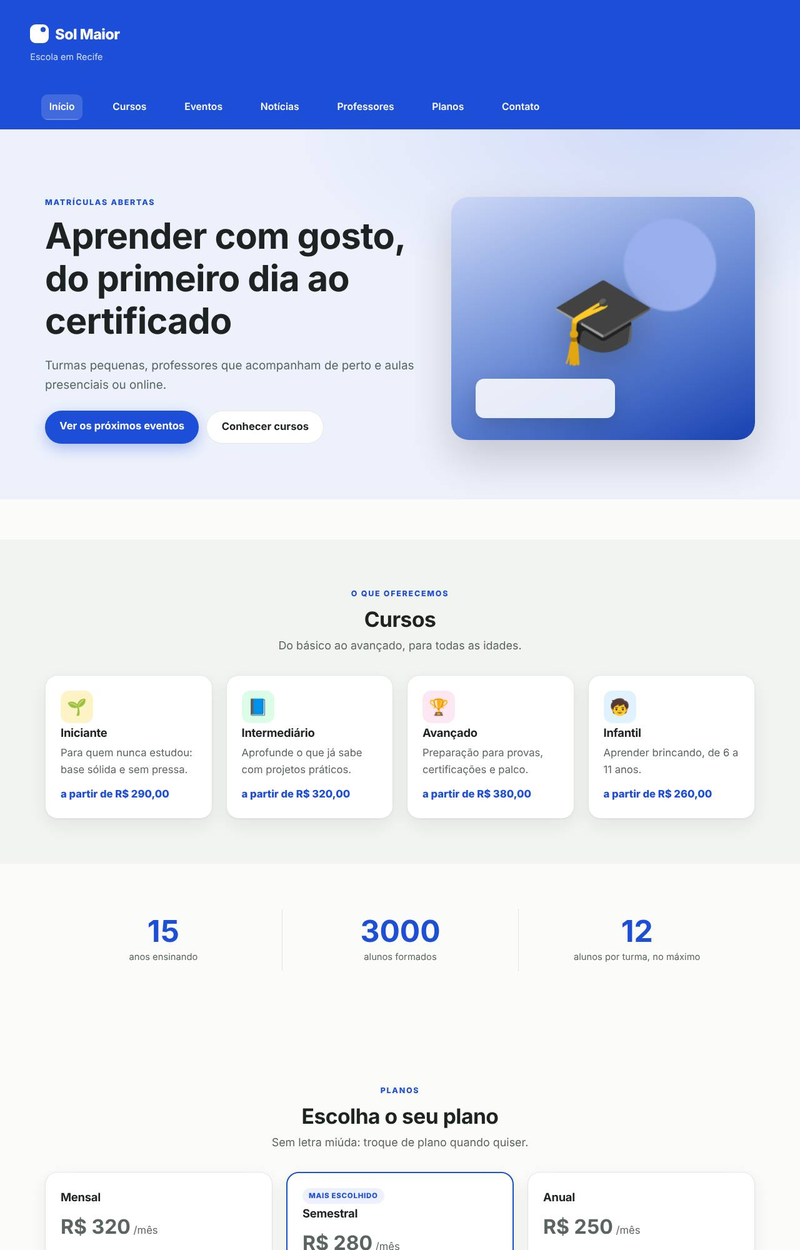 Sol Maior
Escola em Recife
Início Cursos Eventos Notícias Professores Planos Contato
MATRÍCULAS ABERTAS
Aprender com gosto,
do primeiro dia ao
certificado
Turmas pequenas, professores que acompanham de perto e aulas
presenciais ou online.
Ver os próximos eventos
Conhecer cursos
O QUE OFERECEMOS
Cursos
Do básico ao avançado, para todas as idades.
Iniciante
Para quem nunca estudou:
base sólida e sem pressa.
a partir de R$ 290,00
Intermediário
Aprofunde o que já sabe
com projetos práticos.
a partir de R$ 320,00
Avançado
Preparação para provas,
certificações e palco.
a partir de R$ 380,00
Infantil
Aprender brincando, de 6 a
11 anos.
a partir de R$ 260,00
15
anos ensinando
3000
alunos formados
12
alunos por turma, no máximo
PLANOS
Escolha o seu plano
Sem letra miúda: troque de plano quando quiser.
Mensal
R$ 320 /mês
MAIS ESCOLHIDO
Semestral
R$ 280 /mês
Anual
R$ 250 /mês